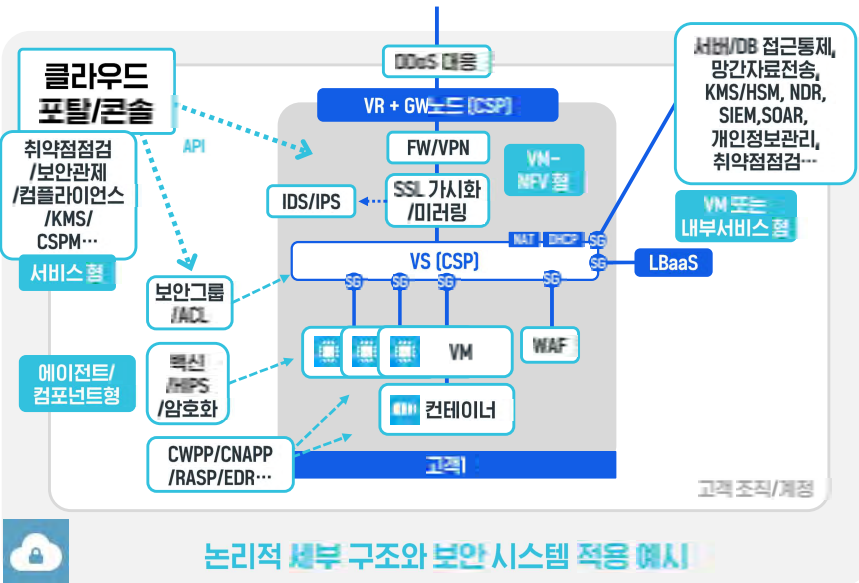 DDoS 대응
클라우드
포탈/콘솔
API
취약점점검
/보안관제
/컴플라이언스
/KMS/
CSPM…
서비스형
VR + GW노드 (CSP)
FW/VPN
VM-
NFV 형
IDS/IPS
SSL 가시화
/미러링
서버/DB 접근통제,
망간자료전송,
KMS/HSM, NDR,
SIEM,SOAR,
개인정보관리,
취약점점검…
VM 또는
내부서비스 형
NAT
DHCP
SG
VS (CSP)
SG
LBaaS
SG
SG
SG
SG
보안그룹
/ACL
VM
WAF
에이전트/
컴포넌트형
백신
/HIPS
/암호화
컨테이너
CWPP/CNAPP
/RASP/EDR…
고객1
고객 조직/계정
논리적 세부 구조와 보안 시스템 적용 예시